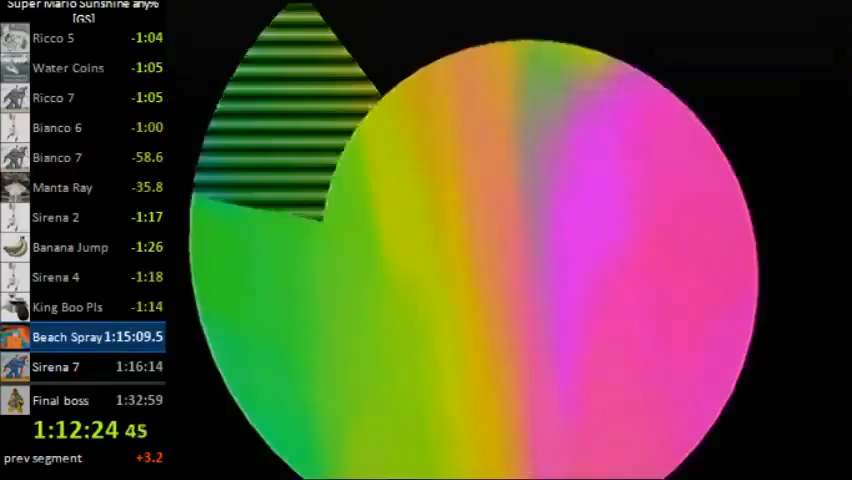 Super Mario Sunshine any%
[GS]
Ricco 5 -1:04
Water Coins -1:05
Ricco 7 -1:05
Bianco 6 -1:00
Bianco 7 -58.6
Manta Ray -35.8
Sirena 2 -1:17
Banana Jump -1:26
Sirena 4 -1:18
King Boo Pls -1:14
Beach Spray 1:15:09.5
Sirena 7 1:16:14
Final boss 1:32:59
1:12:24 45
prev segment +3.2